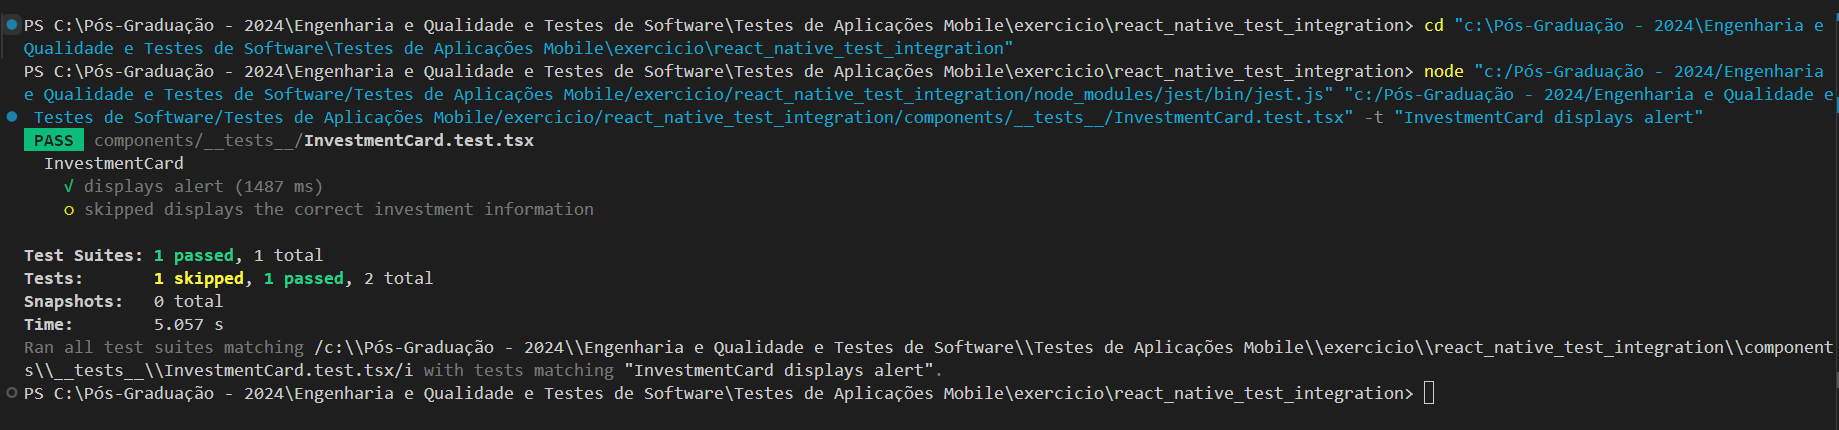 PS C:\Pós-Graduação - 2024\Engenharia e Qualidade e Testes de Software\Testes de Aplicações Mobile\exercicio\react_native_test_integration> cd "c:\Pós-Graduação - 2024\Engenharia e
Qualidade e Testes de Software\Testes de Aplicações Mobile\exercicio\react_native_test_integration"
PS C:\Pós-Graduação - 2024\Engenharia e Qualidade e Testes de Software\Testes de Aplicações Mobile\exercicio\react_native_test_integration> node "c:/Pós-Graduação - 2024/Engenharia
e Qualidade e Testes de Software/Testes de Aplicações Mobile/exercicio/react_native_test_integration/node_modules/jest/bin/jest.js" "c:/Pós-Graduação - 2024/Engenharia e Qualidade e
Testes de Software/Testes de Aplicações Mobile/exercicio/react_native_test_integration/components/__tests__/InvestmentCard.test.tsx" -t "InvestmentCard displays alert"
PASS components/__tests__/InvestmentCard.test.tsx
InvestmentCard
√ displays alert (1487 ms)
○ skipped displays the correct investment information
Test Suites: 1 passed, 1 total
Tests: 1 skipped, 1 passed, 2 total
Snapshots: 0 total
Time: 5.057 s
Ran all test suites matching /c:\\Pós-Graduação - 2024\\Engenharia e Qualidade e Testes de Software\\Testes de Aplicações Mobile\\exercicio\\react_native_test_integration\\component
s\\__tests__\\InvestmentCard.test.tsx/i with tests matching "InvestmentCard displays alert".
PS C:\Pós-Graduação - 2024\Engenharia e Qualidade e Testes de Software\Testes de Aplicações Mobile\exercicio\react_native_test_integration>